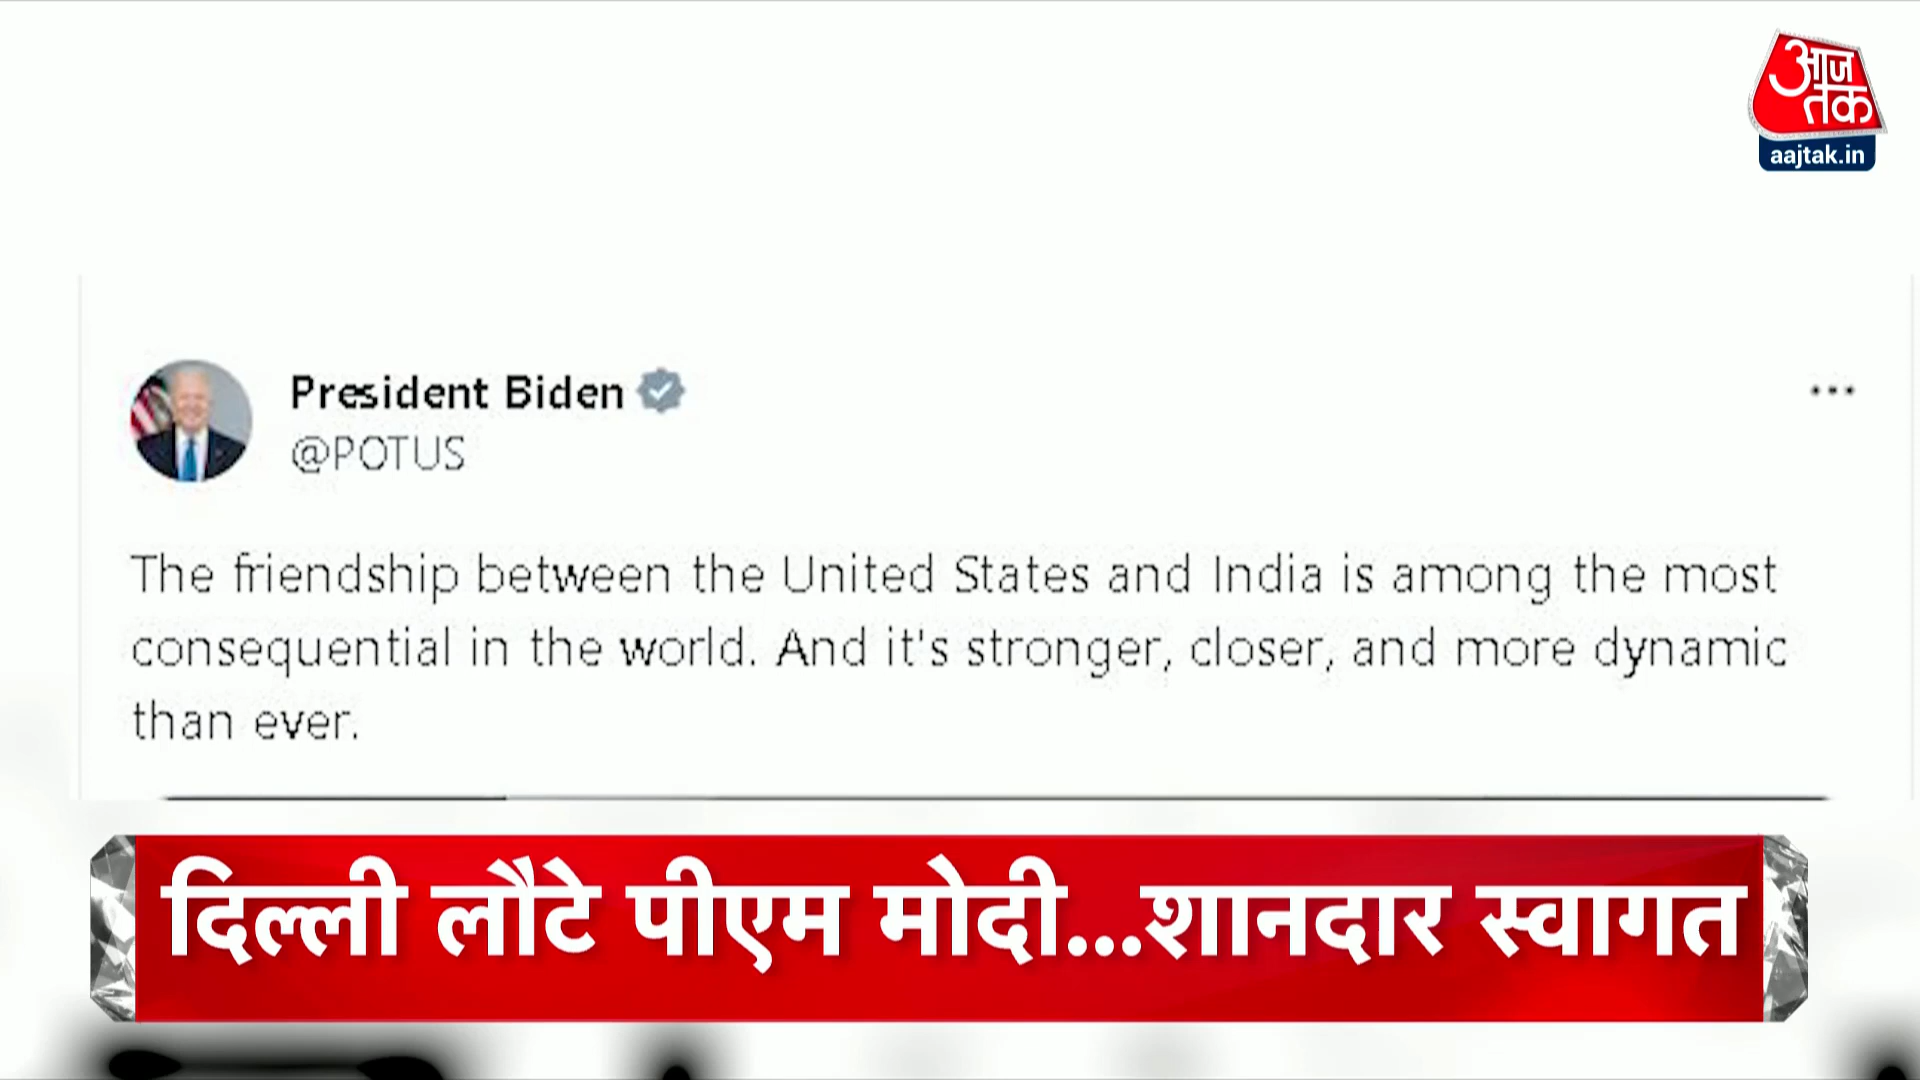 आज
तक
aajtak.in
President Biden
@POTUS
The friendship between the United States and India is among the most
consequential in the world. And it's stronger, closer, and more dynamic
than ever.
दिल्ली लौटे पीएम मोदी...शानदार स्वागत